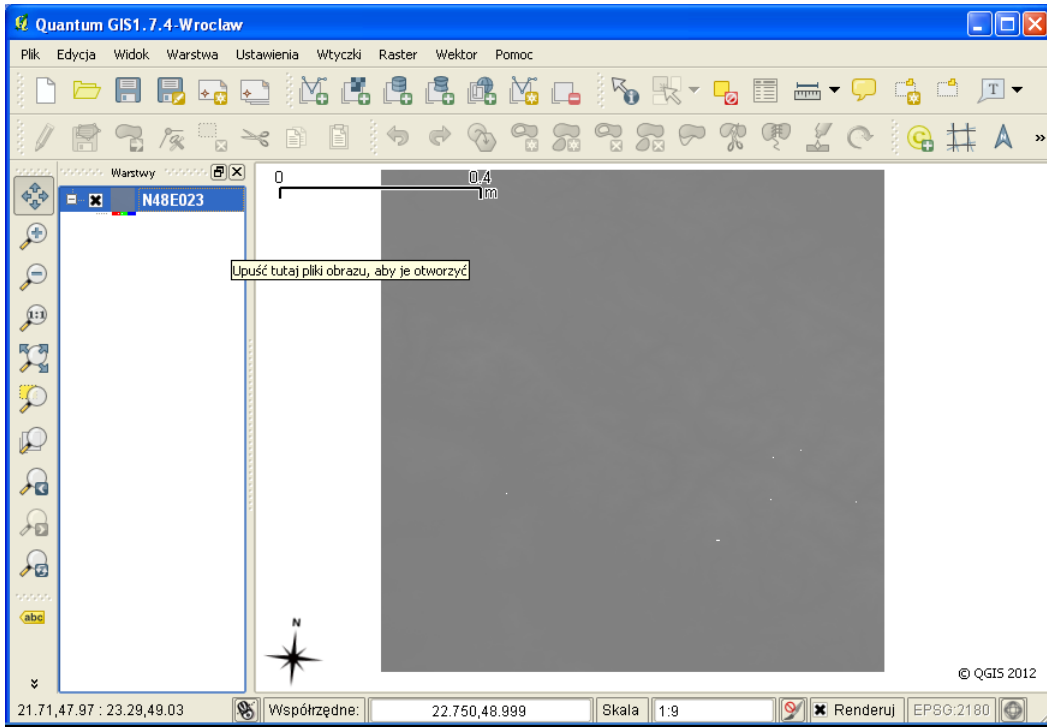 Quantum GIS1.7.4-Wroclaw
Plik Edycja Widok Warstwa Ustawienia Wtyczki Raster Wektor Pomoc
T
C
»
Warstwy
N48E023
0 0.4
m
Upuść tutaj pliki obrazu, aby je otworzyć
1:1
abc
N
© QGIS 2012
21.71,47.97 : 23.29,49.03 Współrzędne: 22.750,48.999 Skala 1:9 Renderuj EPSG:2180